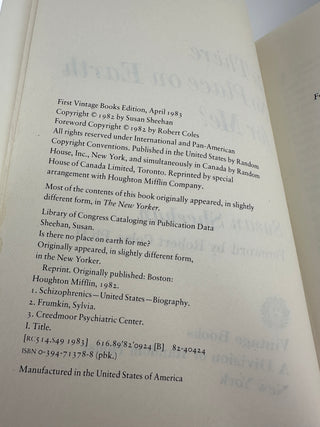 First Vintage Books Edition, April 1983
Copyright © 1982 by Susan Sheehan
Foreword Copyright © 1982 by Robert Coles
All rights reserved under International and Pan-American
Copyright Conventions. Published in the United States by Random
House, Inc., New York, and simultaneously in Canada by Random
House of Canada Limited, Toronto. Reprinted by special
arrangement with Houghton Mifflin Company.
Most of the contents of this book originally appeared, in slightly
different form, in The New Yorker.
Library of Congress Cataloging in Publication Data
Sheehan, Susan.
Is there no place on earth for me?
Originally appeared, in slightly different form,
in the New Yorker.
Reprint. Originally published: Boston:
Houghton Mifflin, 1982.
1. Schizophrenics—United States—Biography.
2. Frumkin, Sylvia.
3. Creedmoor Psychiatric Center.
I. Title.
[RC514.S49 1983] 616.89'82'0924 [B] 82-40424
ISBN 0-394-71378-8 (pbk.)
Manufactured in the United States of America